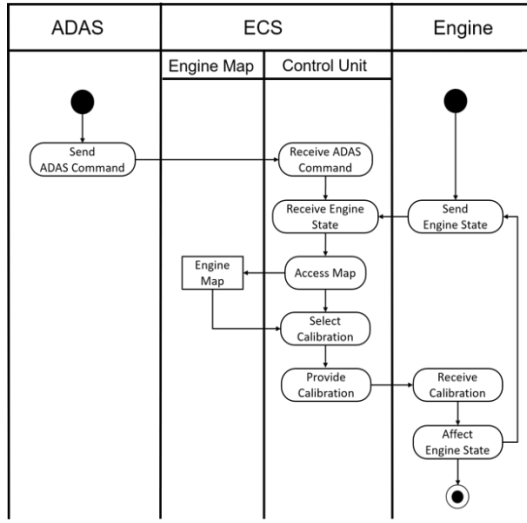 ADAS
ECS
Engine
Engine Map
Control Unit
Send
ADAS Command
Receive ADAS
Command
Receive Engine
State
Send
Engine State
Engine
Map
Access Map
Select
Calibration
Provide
Calibration
Receive
Calibration
Affect
Engine State